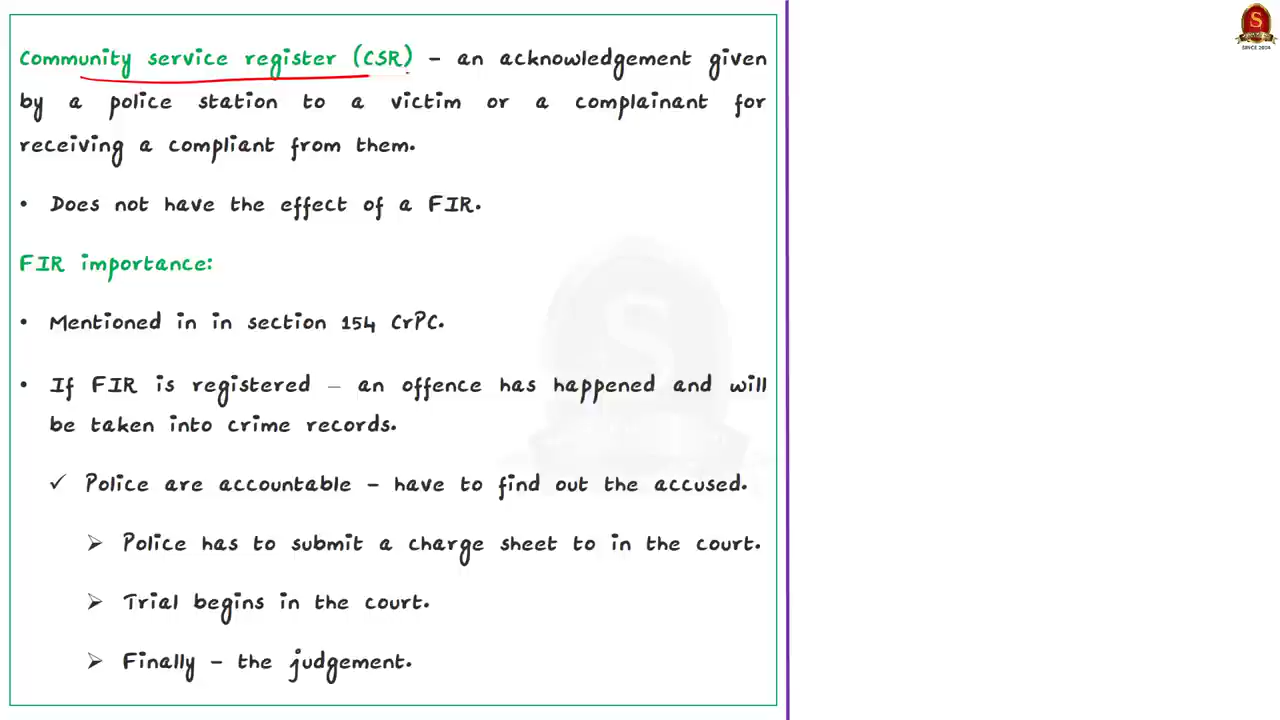 Community service register (CSR) - an acknowledgement given
by a police station to a victim or a complainant for
receiving a compliant from them.
• Does not have the effect of a FIR.
FIR importance:
• Mentioned in in section 154 CrPC.
• If FIR is registered – an offence has happened and will
be taken into crime records.
✓ Police are accountable – have to find out the accused.
➢ Police has to submit a charge sheet to in the court.
➢ Trial begins in the court.
➢ Finally – the judgement.
S
SINCE 2004